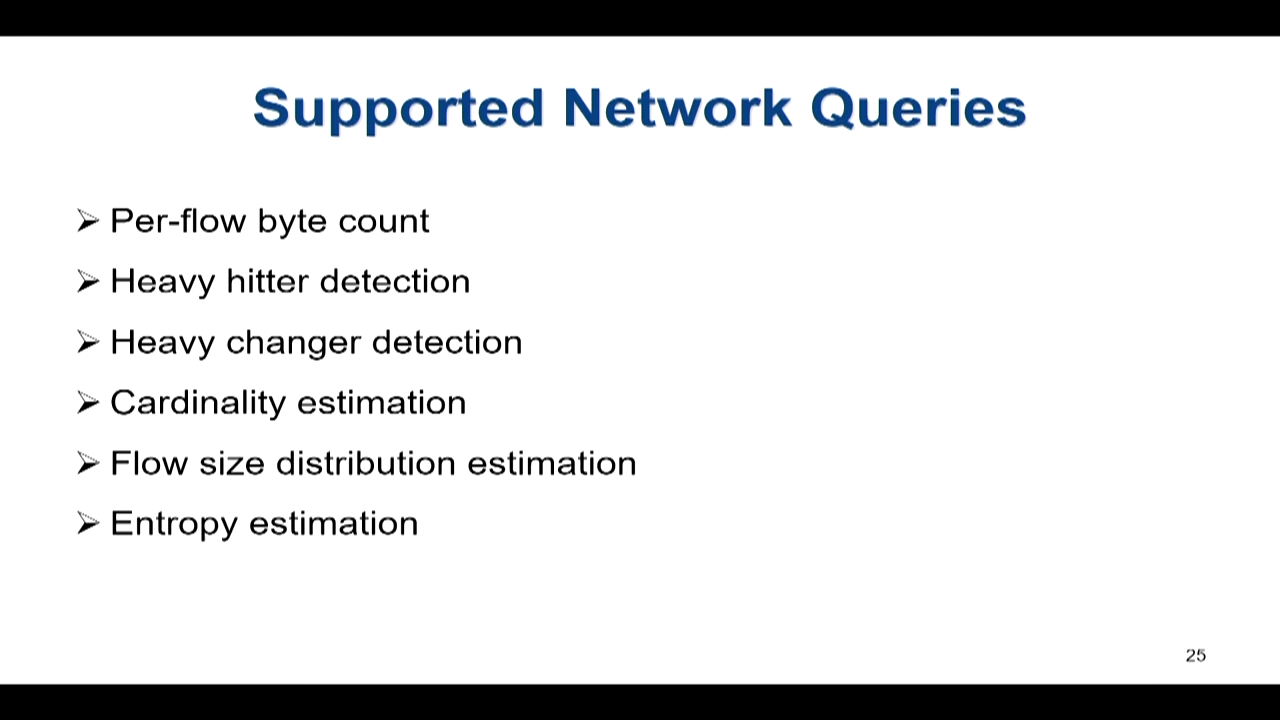 Supported Network Queries
➢ Per-flow byte count
➢ Heavy hitter detection
➢ Heavy changer detection
➢ Cardinality estimation
➢ Flow size distribution estimation
➢ Entropy estimation
25